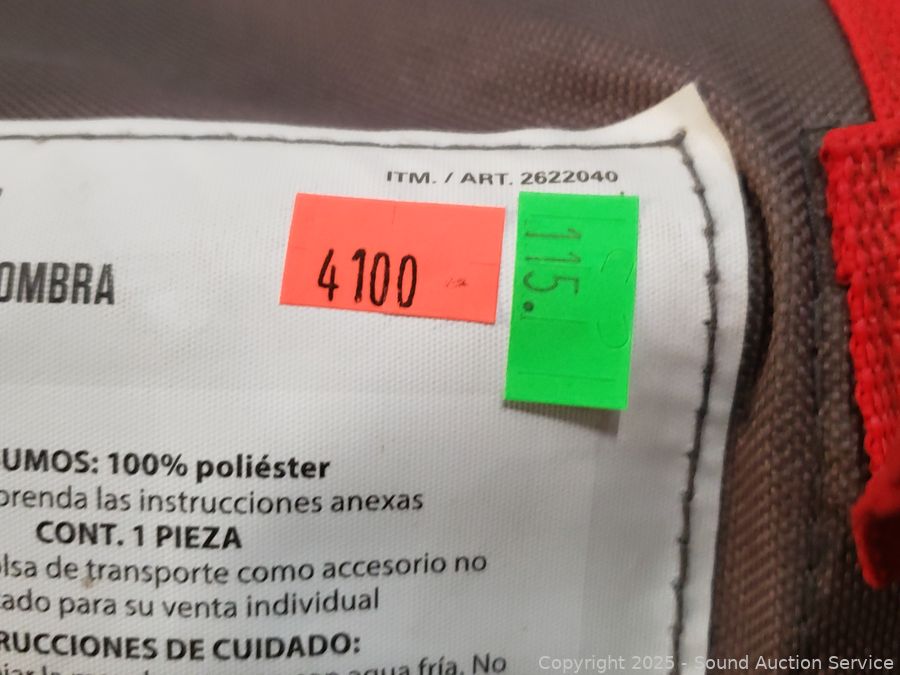 ITM. / ART. 2622040
4100
115.
OMBRA
UMOS: 100% poliéster
prenda las instrucciones anexas
CONT. 1 PIEZA
olsa de transporte como accesorio no
tado para su venta individual
RUCCIONES DE CUIDADO:
agua fría. No
Copyright © 2025 - Sound Auction Service